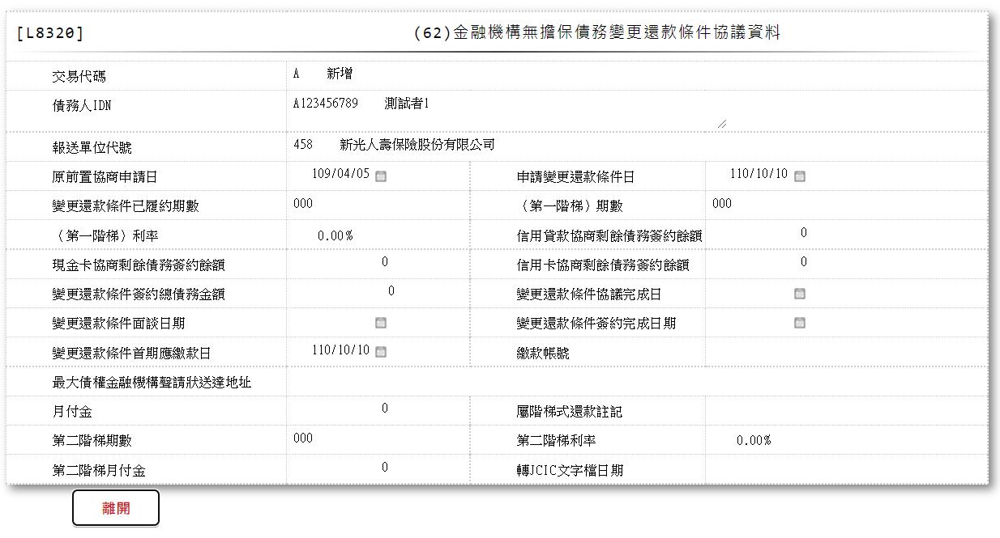 [L8320] (62)金融機構無擔保債務變更還款條件協議資料
交易代碼 A 新增
債務人IDN A123456789 測試者1
報送單位代號 458 新光人壽保險股份有限公司
原前置協商申請日 109/04/05 申請變更還款條件日 110/10/10
變更還款條件已履約期數 000 （第一階梯）期數 000
（第一階梯）利率 0.00% 信用貸款協商剩餘債務簽約餘額 0
現金卡協商剩餘債務簽約餘額 0 信用卡協商剩餘債務簽約餘額 0
變更還款條件簽約總債務金額 0 變更還款條件協議完成日
變更還款條件面談日期 變更還款條件簽約完成日期
變更還款條件首期應繳款日 110/10/10 繳款帳號
最大債權金融機構聲請狀送達地址
月付金 0 屬階梯式還款註記
第二階梯期數 000 第二階梯利率 0.00%
第二階梯月付金 0 轉JCIC文字檔日期
離開